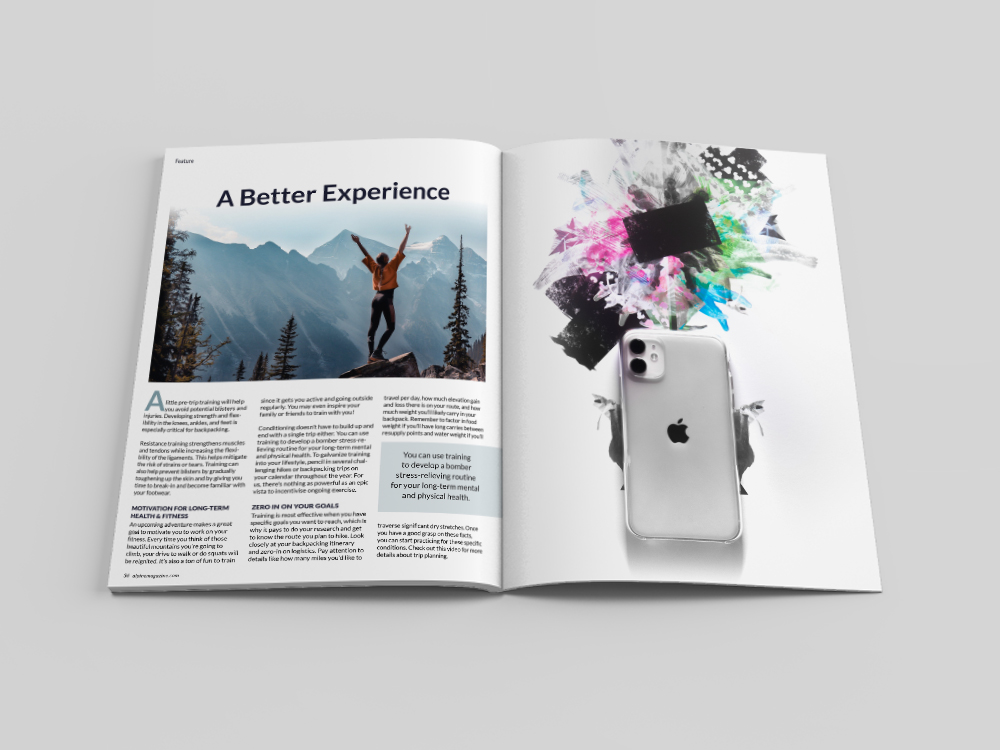 Feature
A Better Experience
A little pre-trip training will help
you avoid potential blisters and
injuries. Developing strength and flex-
ibility in the knees, ankles, and feet is
especially critical for backpacking.
Resistance training strengthens muscles
and tendons while increasing the flexi-
bility of the ligaments. This helps mitigate
the risk of strains or tears. Training can
also help prevent blisters by gradually
toughening up the skin and by giving you
time to break-in and become familiar with
your footwear.
MOTIVATION FOR LONG-TERM
HEALTH & FITNESS
An upcoming adventure makes a great
goal to motivate you to work on your
fitness. Every time you think of those
beautiful mountains you're going to
climb, your drive to walk or do squats will
be reignited. It's also a ton of fun to train
since it gets you active and going outside
regularly. You may even inspire your
family or friends to train with you!
Conditioning doesn't have to build up and
end with a single trip either. You can use
training to develop a bomber stress-re-
lieving routine for your long-term mental
and physical health. To galvanize training
into your lifestyle, pencil in several chal-
lenging hikes or backpacking trips on
your calendar throughout the year. For
us, there's nothing as powerful as an epic
vista to incentivise ongoing exercise.
ZERO IN ON YOUR GOALS
Training is most effective when you have
specific goals you want to reach, which is
why it pays to do your research and get
to know the route you plan to hike. Look
closely at your backpacking itinerary
and zero-in on logistics. Pay attention to
details like how many miles you'd like to
travel per day, how much elevation gain
and loss there is on your route, and how
much weight you'll likely carry in your
backpack. Remember to factor in food
weight if you'll have long carries between
resupply points and water weight if you'll
You can use training
to develop a bomber
stress-relieving routine
for your long-term mental
and physical health.
traverse significant dry stretches. Once
you have a good grasp on these facts,
you can start practicing for these specific
conditions. Check out this video for more
details about trip planning.
36 alpinemagazine.com